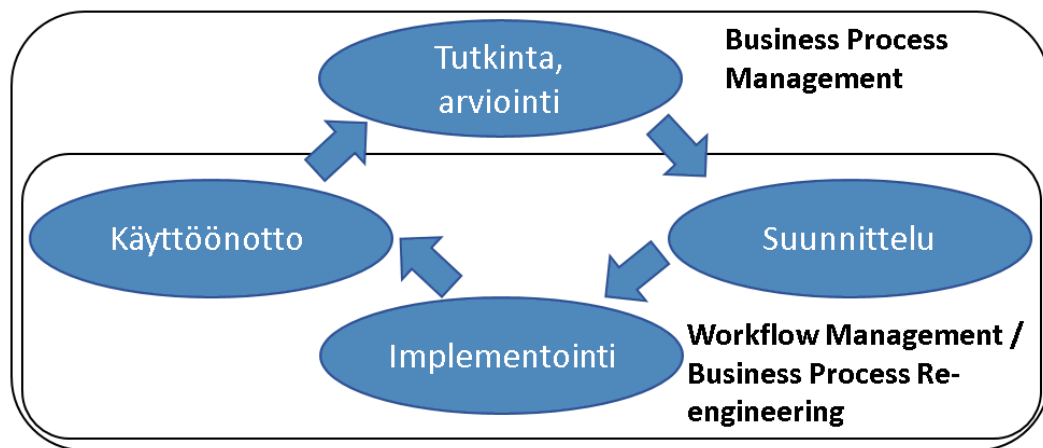 Tutkinta,
arviointi
Business Process
Management
Käyttöönotto
Suunnittelu
Implementointi
Workflow Management /
Business Process Re-
engineering